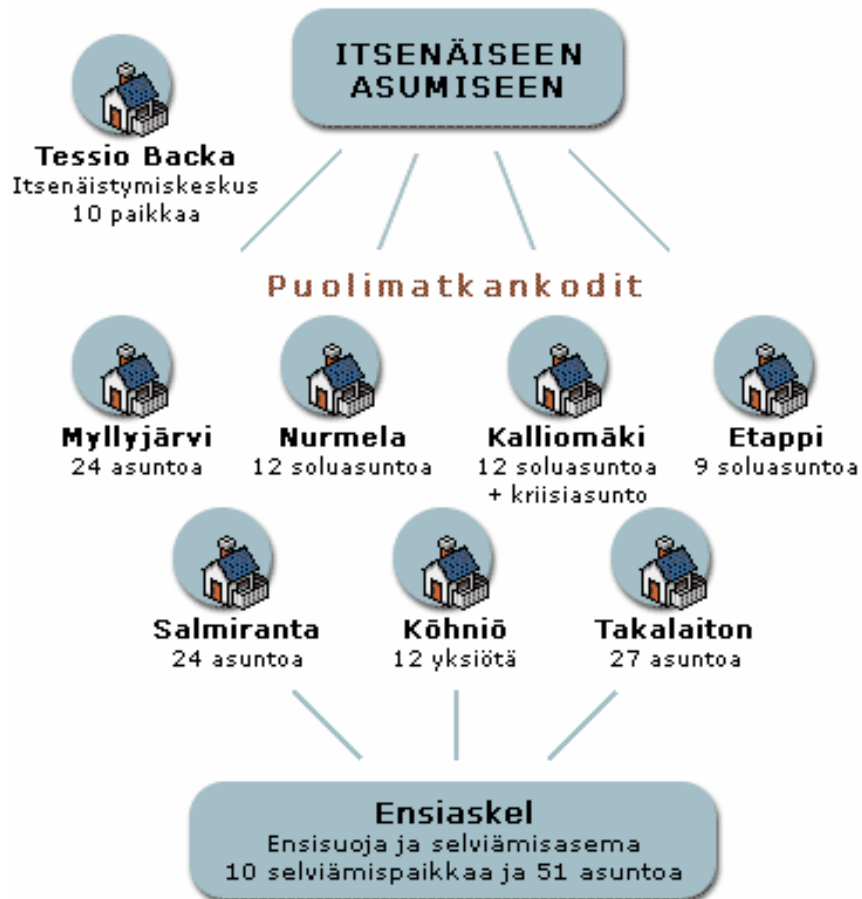 ITSENÄISEEN
ASUMISEEN
Tessio Backa
Itsenäistymiskeskus
10 paikkaa
Puolimatkankodit
Myllyjärvi
24 asuntoa
Nurmela
12 soluasuntoa
Kalliomäki
12 soluasuntoa
+ kriisiasunto
Etappi
9 soluasuntoa
Salmiranta
24 asuntoa
Köhniö
12 yksiötä
Takalaiton
27 asuntoa
Ensiaskel
Ensisuoja ja selviämisasema
10 selviämispaikkaa ja 51 asuntoa